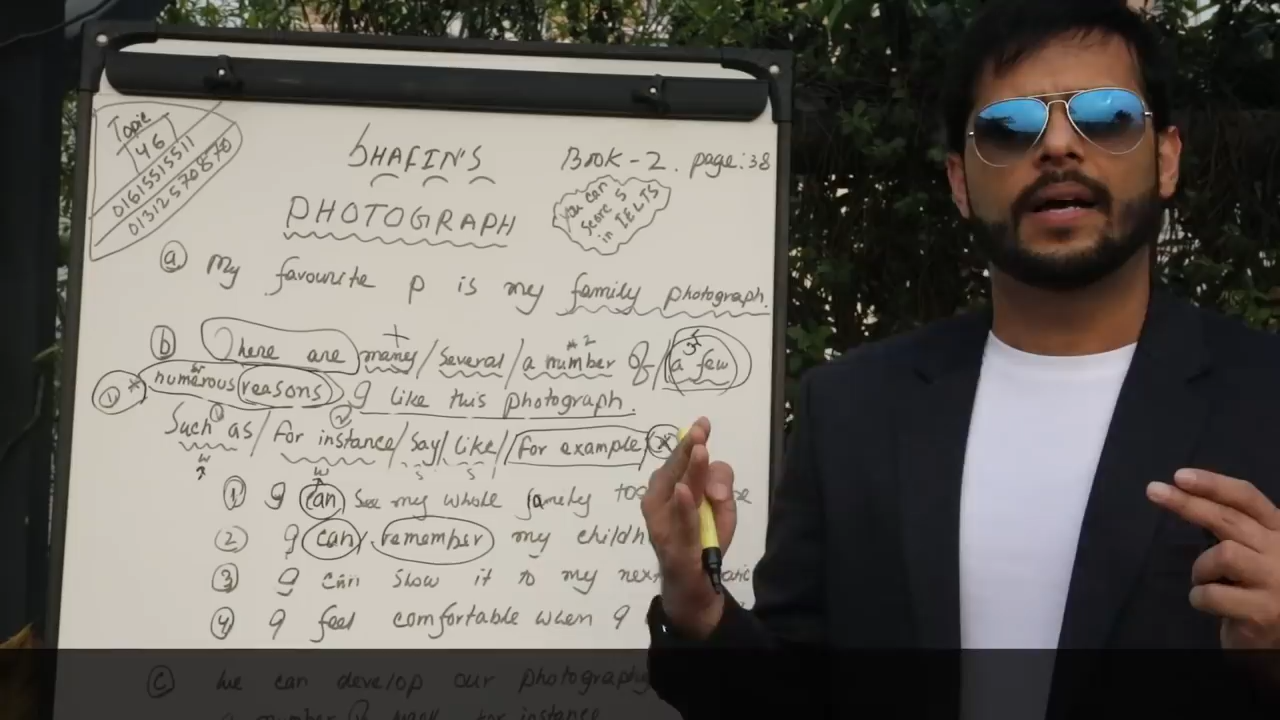 Topic
46
01615515511
01312570870
SHAFIN'S
Book - 2. page: 38
PHOTOGRAPH
you can
score 5
in IELTS
a My favourite p is my family photograph.
b There are many / several / a number of / a few
numerous reasons I like this photograph.
Such as / For instance / say / like / for example
1 I can see my whole family
2 I can remember my childh
3 I can show it to my next
4 I feel comfortable when I
c We can develop our photography